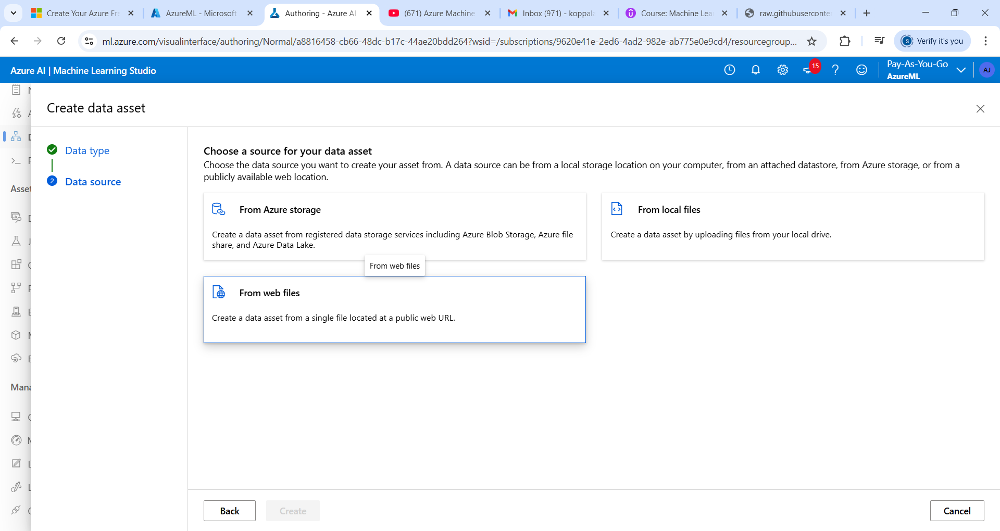 Create Your Azure Fre
AzureML - Microsoft
Authoring - Azure AI
(671) Azure Machine
Inbox (971) - koppala
Course: Machine Lea
raw.githubuserconter
ml.azure.com/visualinterface/authoring/Normal/a8816458-cb66-48dc-b17c-44ae20bdd264?wsid=/subscriptions/9620e41e-2ed6-4ad2-982e-ab775e0e9cd4/resourcegroup...
S
Verify it's you
Azure AI | Machine Learning Studio
15
Pay-As-You-Go
AzureML
AJ
Create data asset
Data type
2
Data source
Asset
Mana
Choose a source for your data asset
Choose the data source you want to create your asset from. A data source can be from a local storage location on your computer, from an attached datastore, from Azure storage, or from a
publicly available web location.
From Azure storage
Create a data asset from registered data storage services including Azure Blob Storage, Azure file
share, and Azure Data Lake.
From local files
Create a data asset by uploading files from your local drive.
From web files
From web files
Create a data asset from a single file located at a public web URL.
Back
Create
Cancel